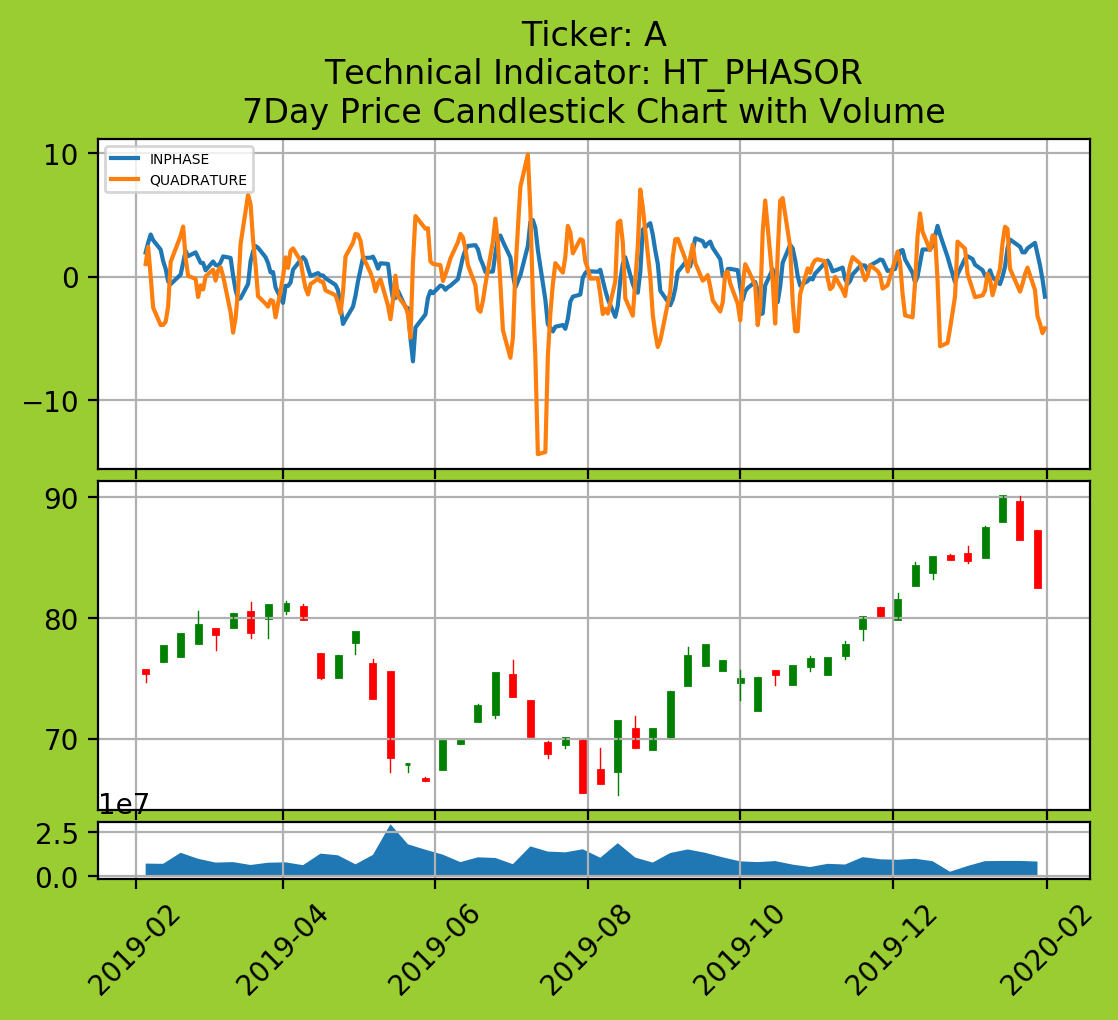 Ticker: A
Technical Indicator: HT_PHASOR
7Day Price Candlestick Chart with Volume
10
0
−10
INPHASE
QUADRATURE
90
80
70
1e7
2.5
0.0
2019-02
2019-04
2019-06
2019-08
2019-10
2019-12
2020-02